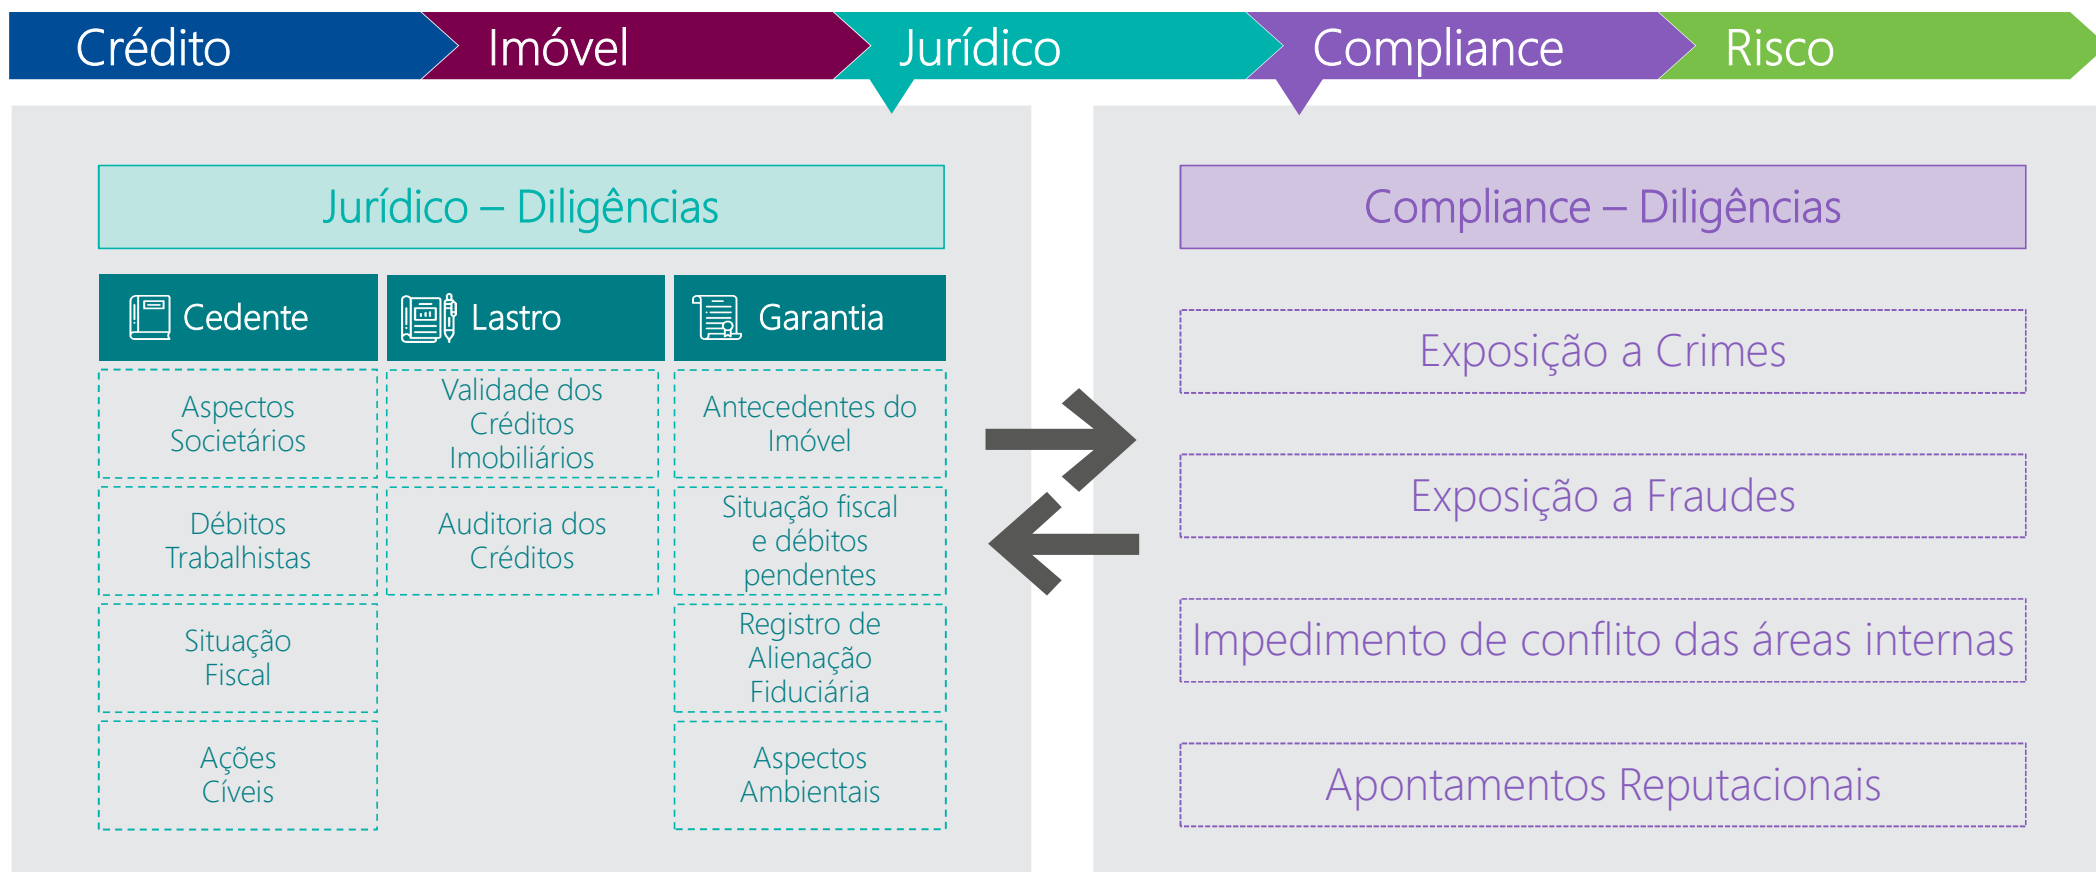 Crédito
Imóvel
Jurídico
Compliance
Risco
Jurídico – Diligências
Cedente
Lastro
Garantia
Aspectos
Societários
Validade dos
Créditos
Imobiliários
Antecedentes do
Imóvel
Débitos
Trabalhistas
Auditoria dos
Créditos
Situação fiscal
e débitos
pendentes
Situação
Fiscal
Registro de
Alienação
Fiduciária
Ações
Cíveis
Aspectos
Ambientais
Compliance – Diligências
Exposição a Crimes
Exposição a Fraudes
Impedimento de conflito das áreas internas
Apontamentos Reputacionais